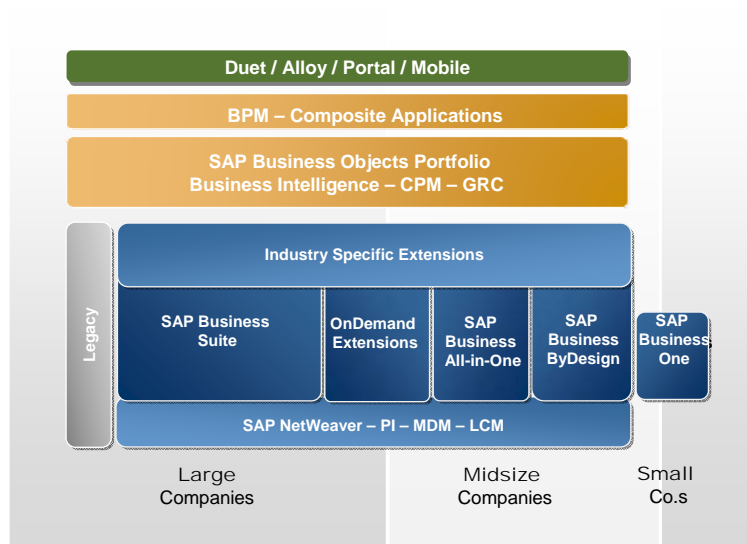 Duet / Alloy / Portal / Mobile
BPM – Composite Applications
SAP Business Objects Portfolio
Business Intelligence – CPM – GRC
Legacy
Industry Specific Extensions
SAP Business
Suite
OnDemand
Extensions
SAP
Business
All-in-One
SAP
Business
ByDesign
SAP
Business
One
SAP NetWeaver – PI – MDM – LCM
Large
Companies
Midsize
Companies
Small
Co.s